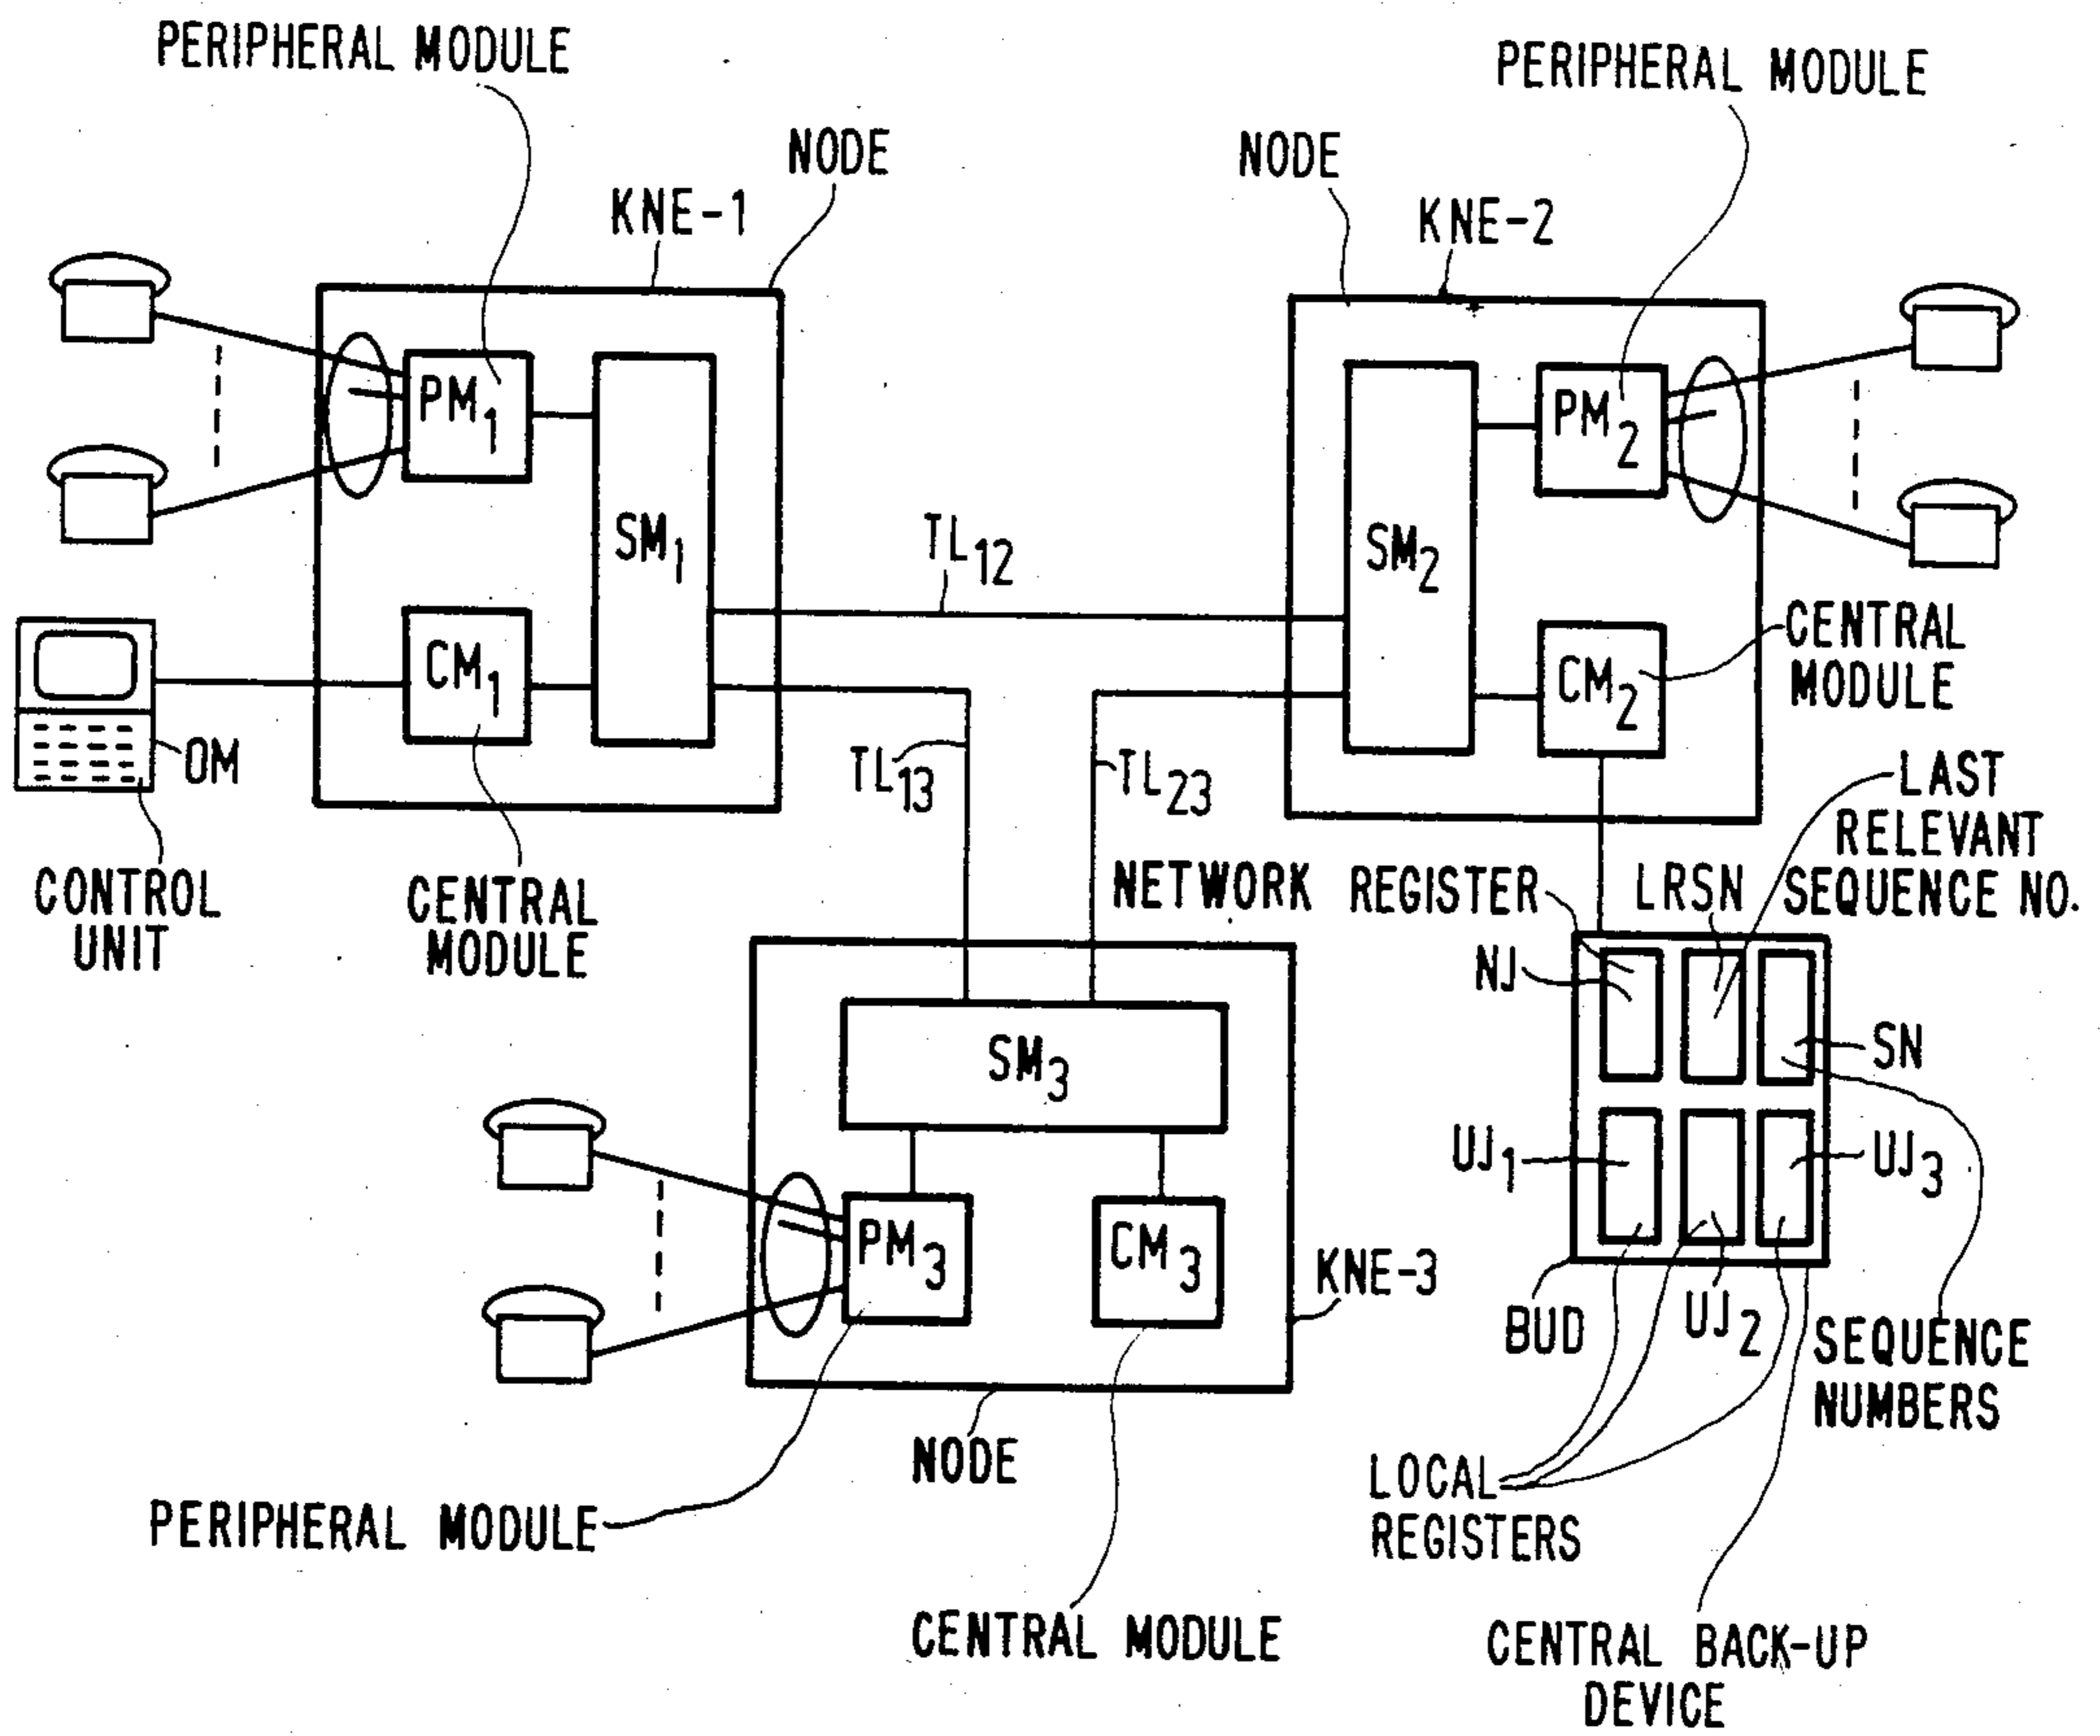 PERIPHERAL MODULE
PERIPHERAL MODULE
NODE
NODE
KNE-1
KNE-2
PM1
PM2
SM1
SM2
TL12
CM1
CM2
CENTRAL
MODULE
OM
TL13
TL23
CONTROL
UNIT
CENTRAL
MODULE
NETWORK
REGISTER
LRSN
LAST
RELEVANT
SEQUENCE NO.
NJ
SN
SM3
UJ1
UJ3
PM3
CM3
KNE-3
BUD
UJ2
SEQUENCE
NUMBERS
NODE
LOCAL
REGISTERS
PERIPHERAL MODULE
CENTRAL MODULE
CENTRAL BACK-UP
DEVICE